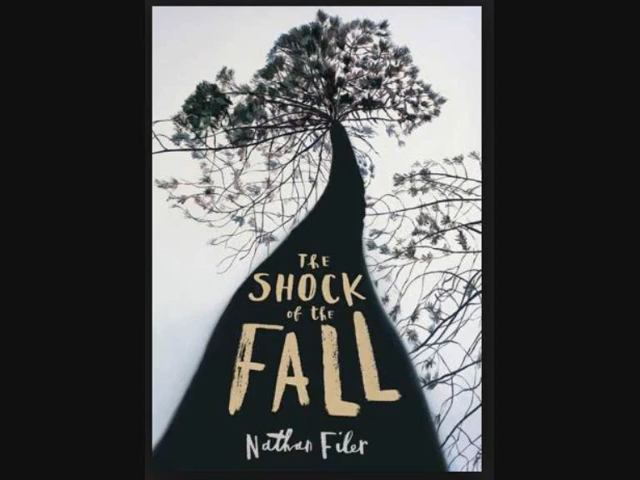 THE
SHOCK
of the
FALL
Nathan Filer